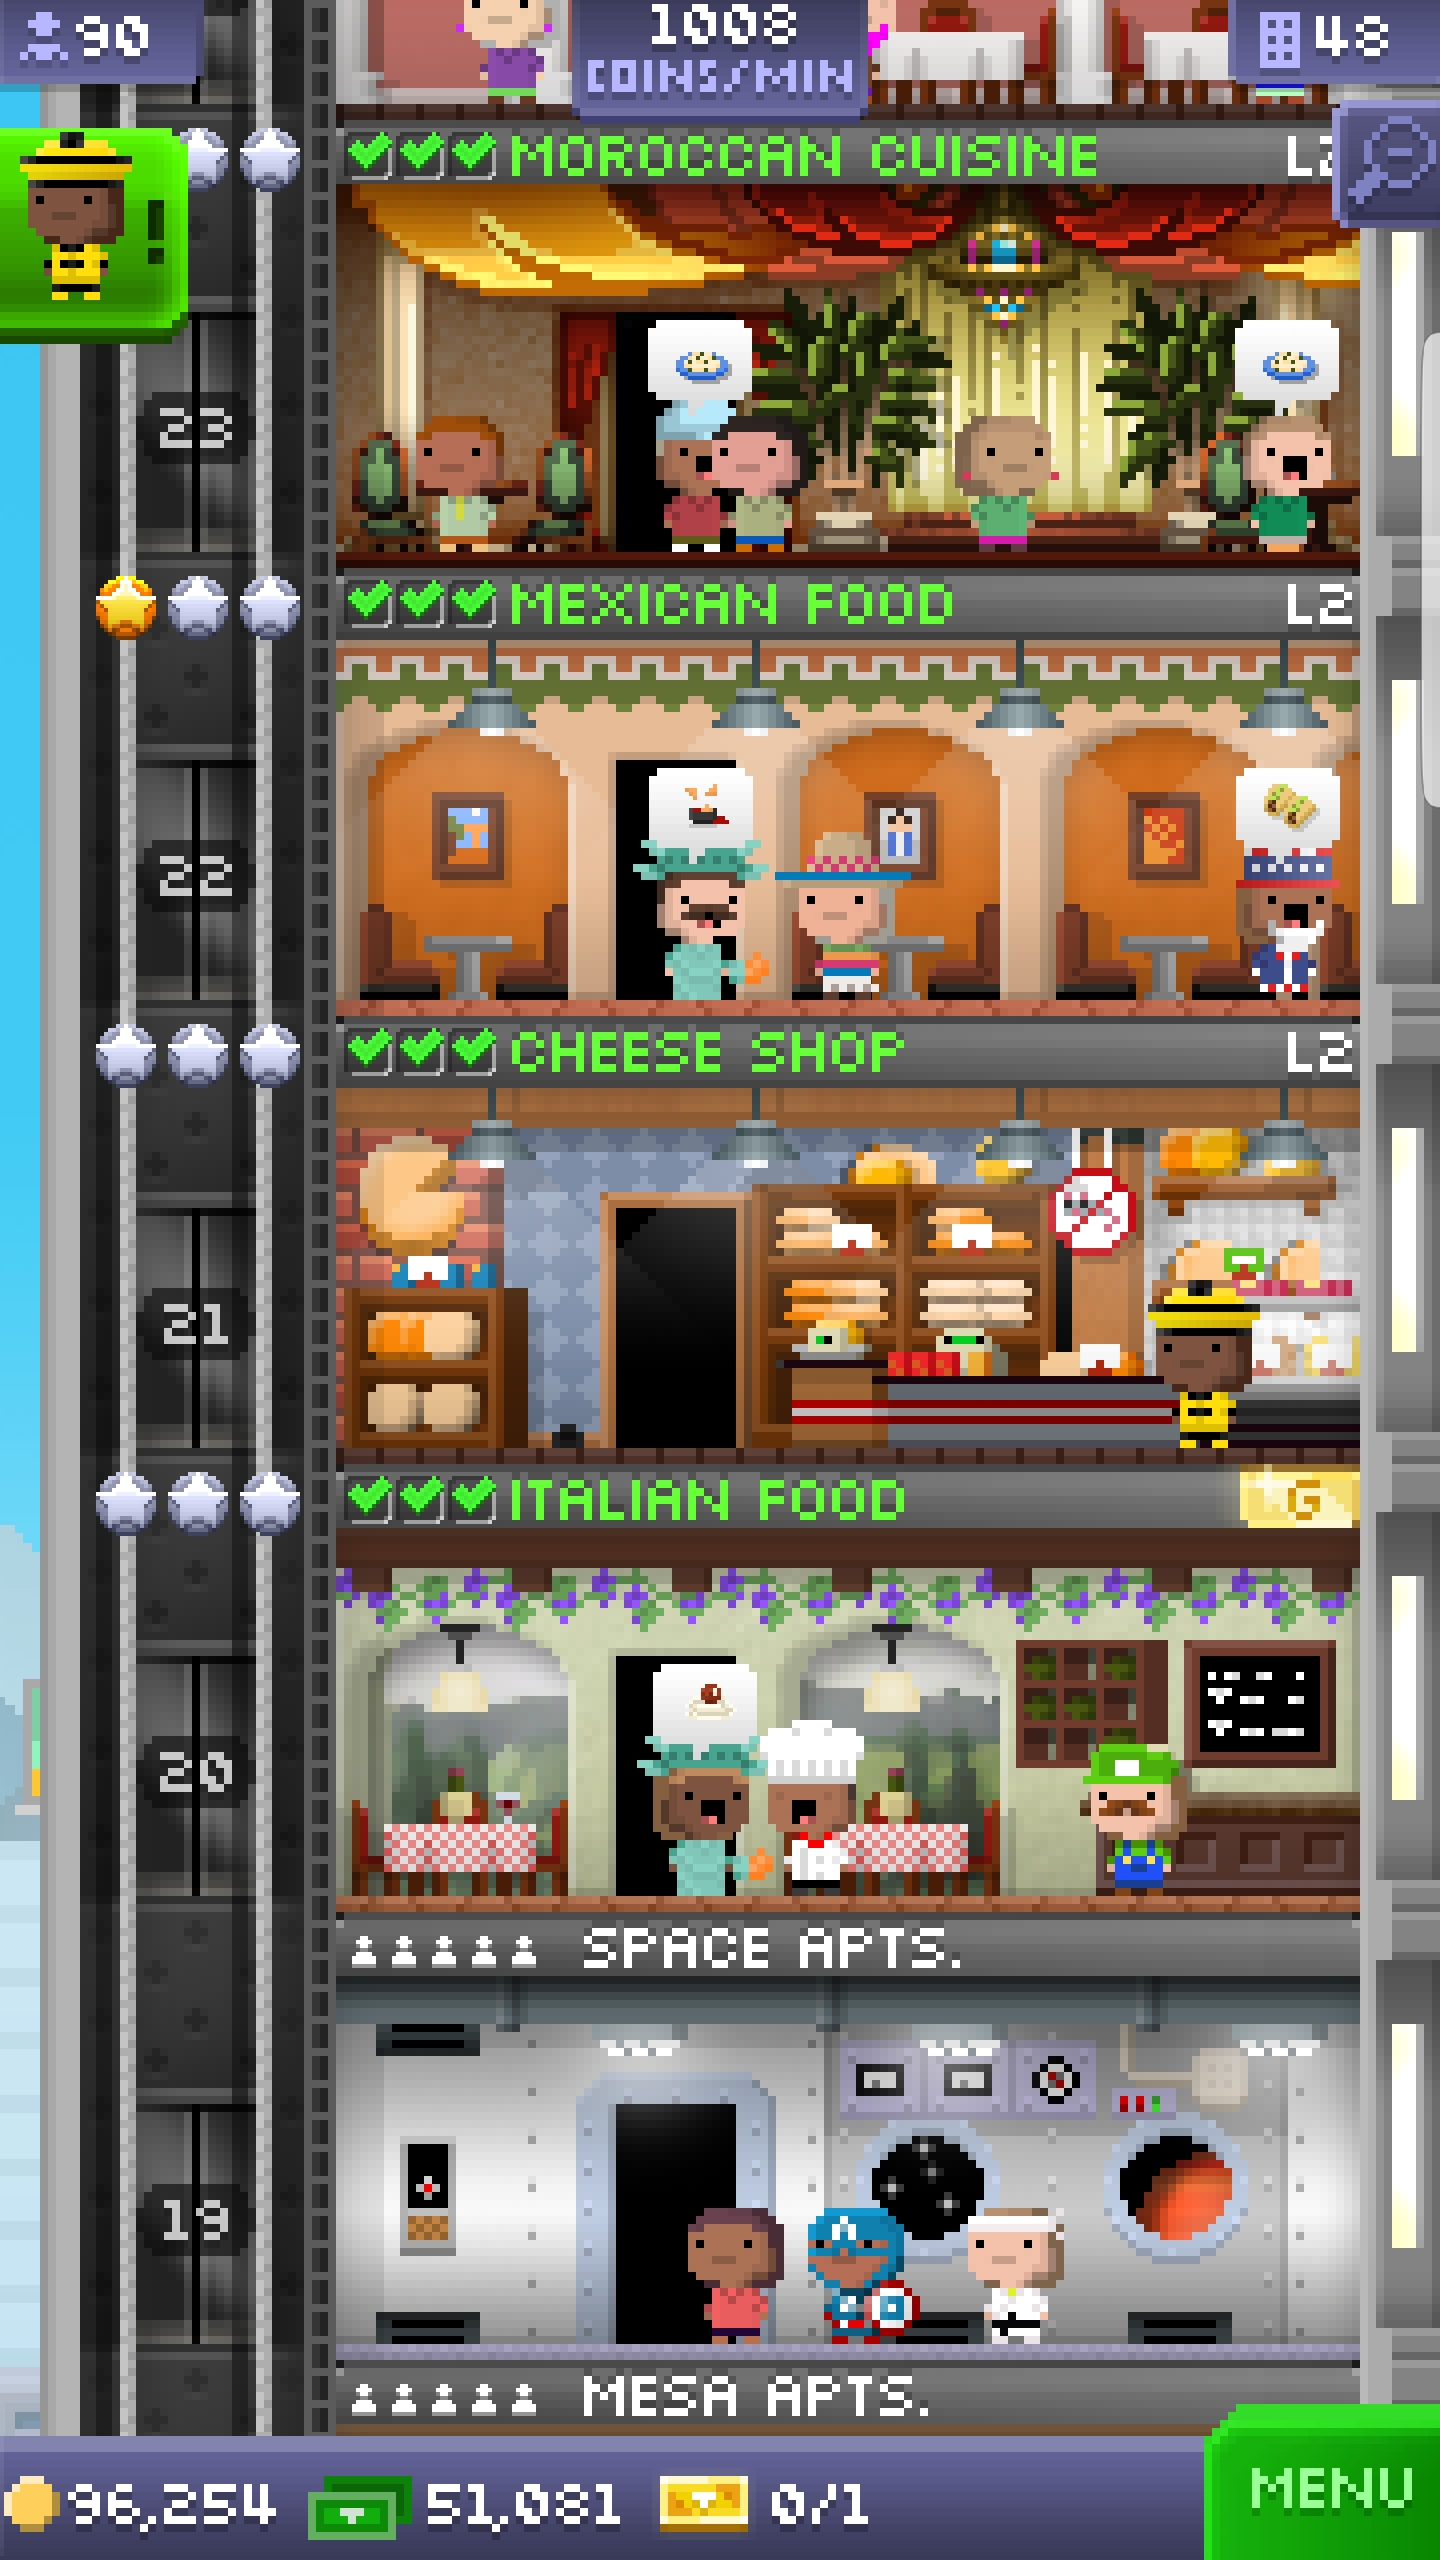 90
1008
COINS/MIN
48
MOROCCAN CUISINE
23
MEXICAN FOOD L2
22
CHEESE SHOP L2
21
ITALIAN FOOD G
20
SPACE APTS.
19
MESA APTS.
96,254 51,081 0/1 MENU